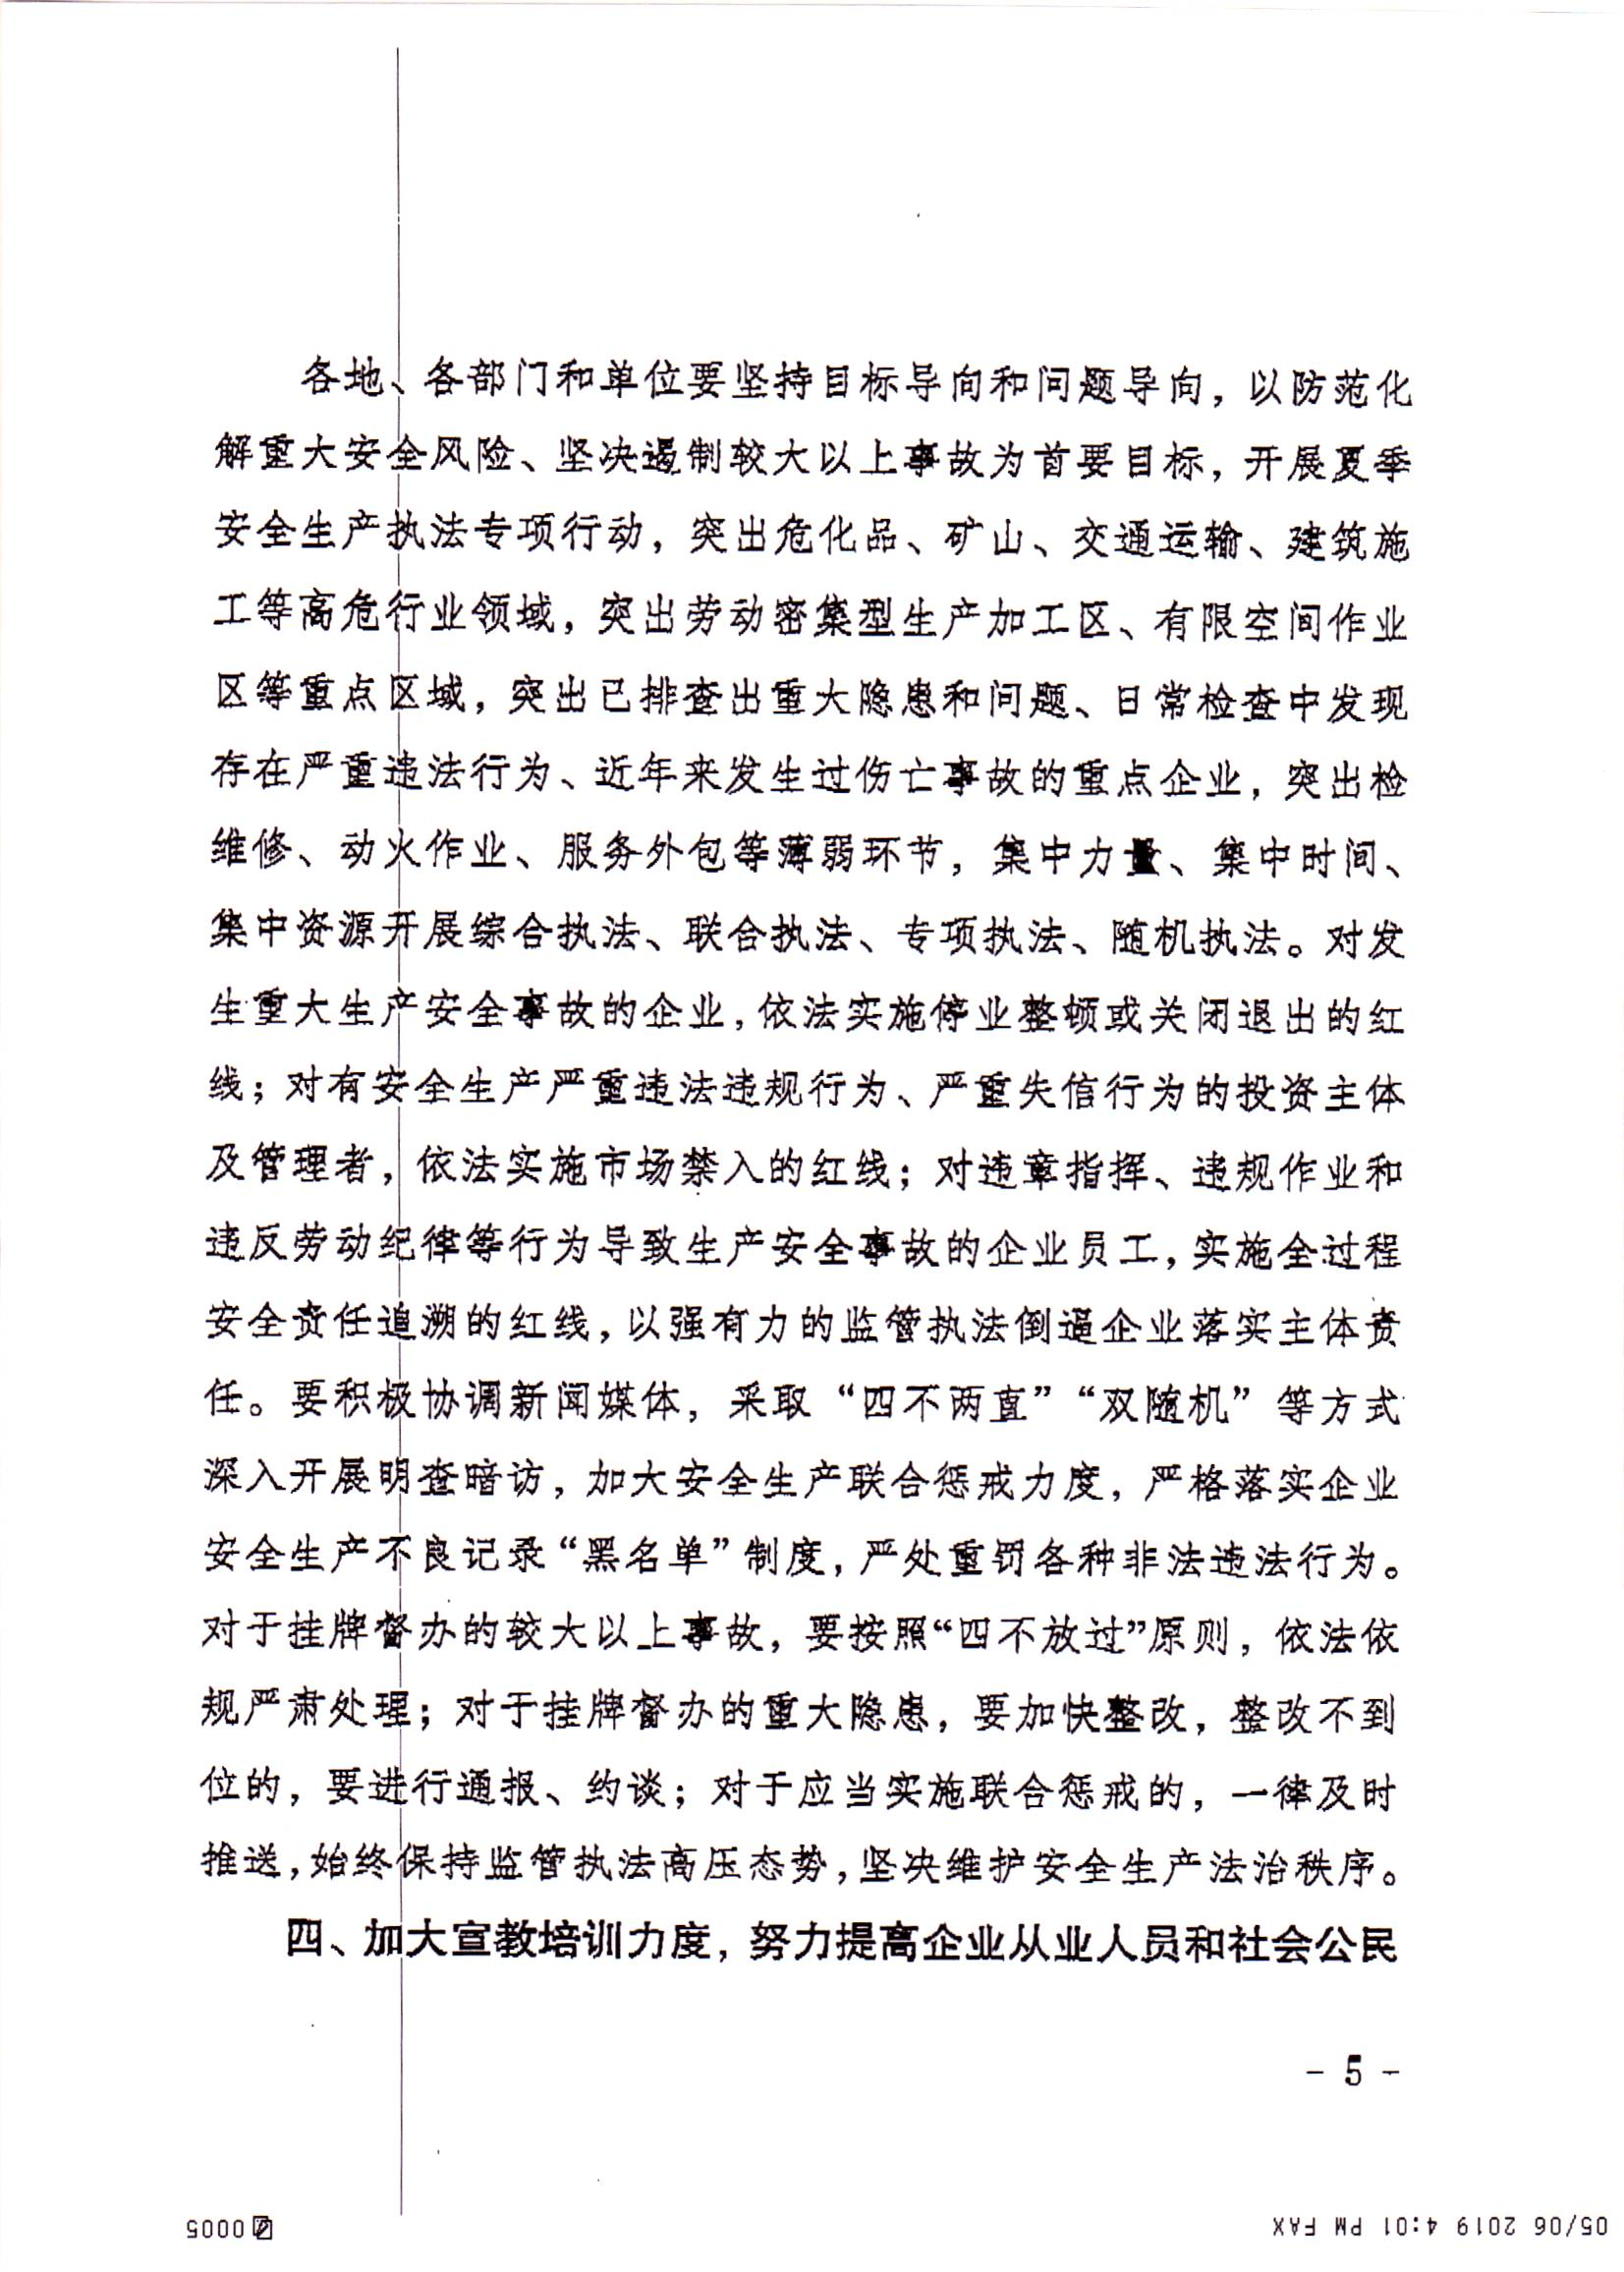 各地、各部门和单位要坚持目标导向和问题导向，以防范化
解重大安全风险、坚决遏制较大以上事故为首要目标，开展夏季
安全生产执法专项行动，突出危化品、矿山、交通运输、建筑施
工等高危行业领域，突出劳动密集型生产加工区、有限空间作业
区等重点区域，突出已排查出重大隐患和问题、日常检查中发现
存在严重违法行为、近年来发生过伤亡事故的重点企业，突出检
维修、动火作业、服务外包等薄弱环节，集中力量、集中时间、
集中资源开展综合执法、联合执法、专项执法、随机执法。对发
生重大生产安全事故的企业，依法实施停业整顿或关闭退出的红
线；对有安全生产严重违法违规行为、严重失信行为的投资主体
及管理者，依法实施市场禁入的红线；对违章指挥、违规作业和
违反劳动纪律等行为导致生产安全事故的企业员工，实施全过程
安全责任追溯的红线，以强有力的监管执法倒逼企业落实主体责
任。要积极协调新闻媒体，采取“四不两直”“双随机”等方式
深入开展明查暗访，加大安全生产联合惩戒力度，严格落实企业
安全生产不良记录“黑名单”制度，严处重罚各种非法违法行为。
对于挂牌督办的较大以上事故，要按照“四不放过”原则，依法依
规严肃处理；对于挂牌督办的重大隐患，要加快整改，整改不到
位的，要进行通报、约谈；对于应当实施联合惩戒的，一律及时
推送，始终保持监管执法高压态势，坚决维护安全生产法治秩序。
四、加大宣教培训力度，努力提高企业从业人员和社会公民
- 5 -
05/06 2019 4:01 PM FAX
0005